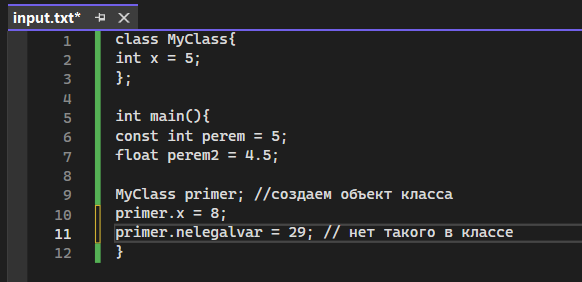 input.txt*
1 class MyClass{
2 int x = 5;
3 };
4
5 int main(){
6 const int perem = 5;
7 float perem2 = 4.5;
8
9 MyClass primer; //создаем объект класса
10 primer.x = 8;
11 primer.nelegalvar = 29; // нет такого в классе
12 }